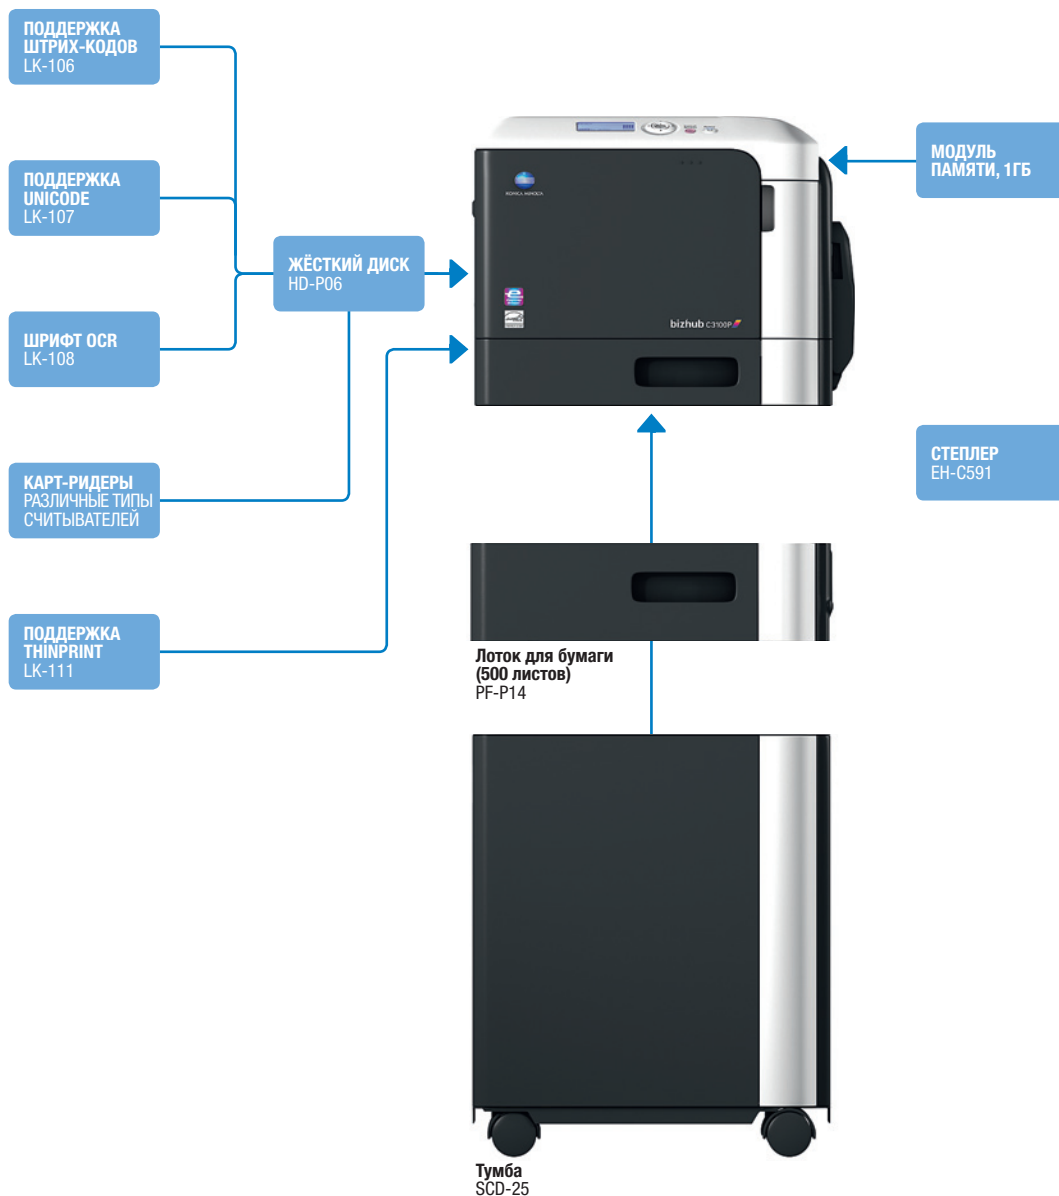 ПОДДЕРЖКА
ШТРИХ-КОДОВ
LK-106
ПОДДЕРЖКА
UNICODE
LK-107
ШРИФТ OCR
LK-108
КАРТ-РИДЕРЫ
РАЗЛИЧНЫЕ ТИПЫ
СЧИТЫВАТЕЛЕЙ
ПОДДЕРЖКА
THINPRINT
LK-111
ЖЁСТКИЙ ДИСК
HD-P06
KONICA MINOLTA
bizhub C3100P
МОДУЛЬ
ПАМЯТИ, 1ГБ
СТЕПЛЕР
EH-C591
Лоток для бумаги
(500 листов)
PF-P14
Тумба
SCD-25